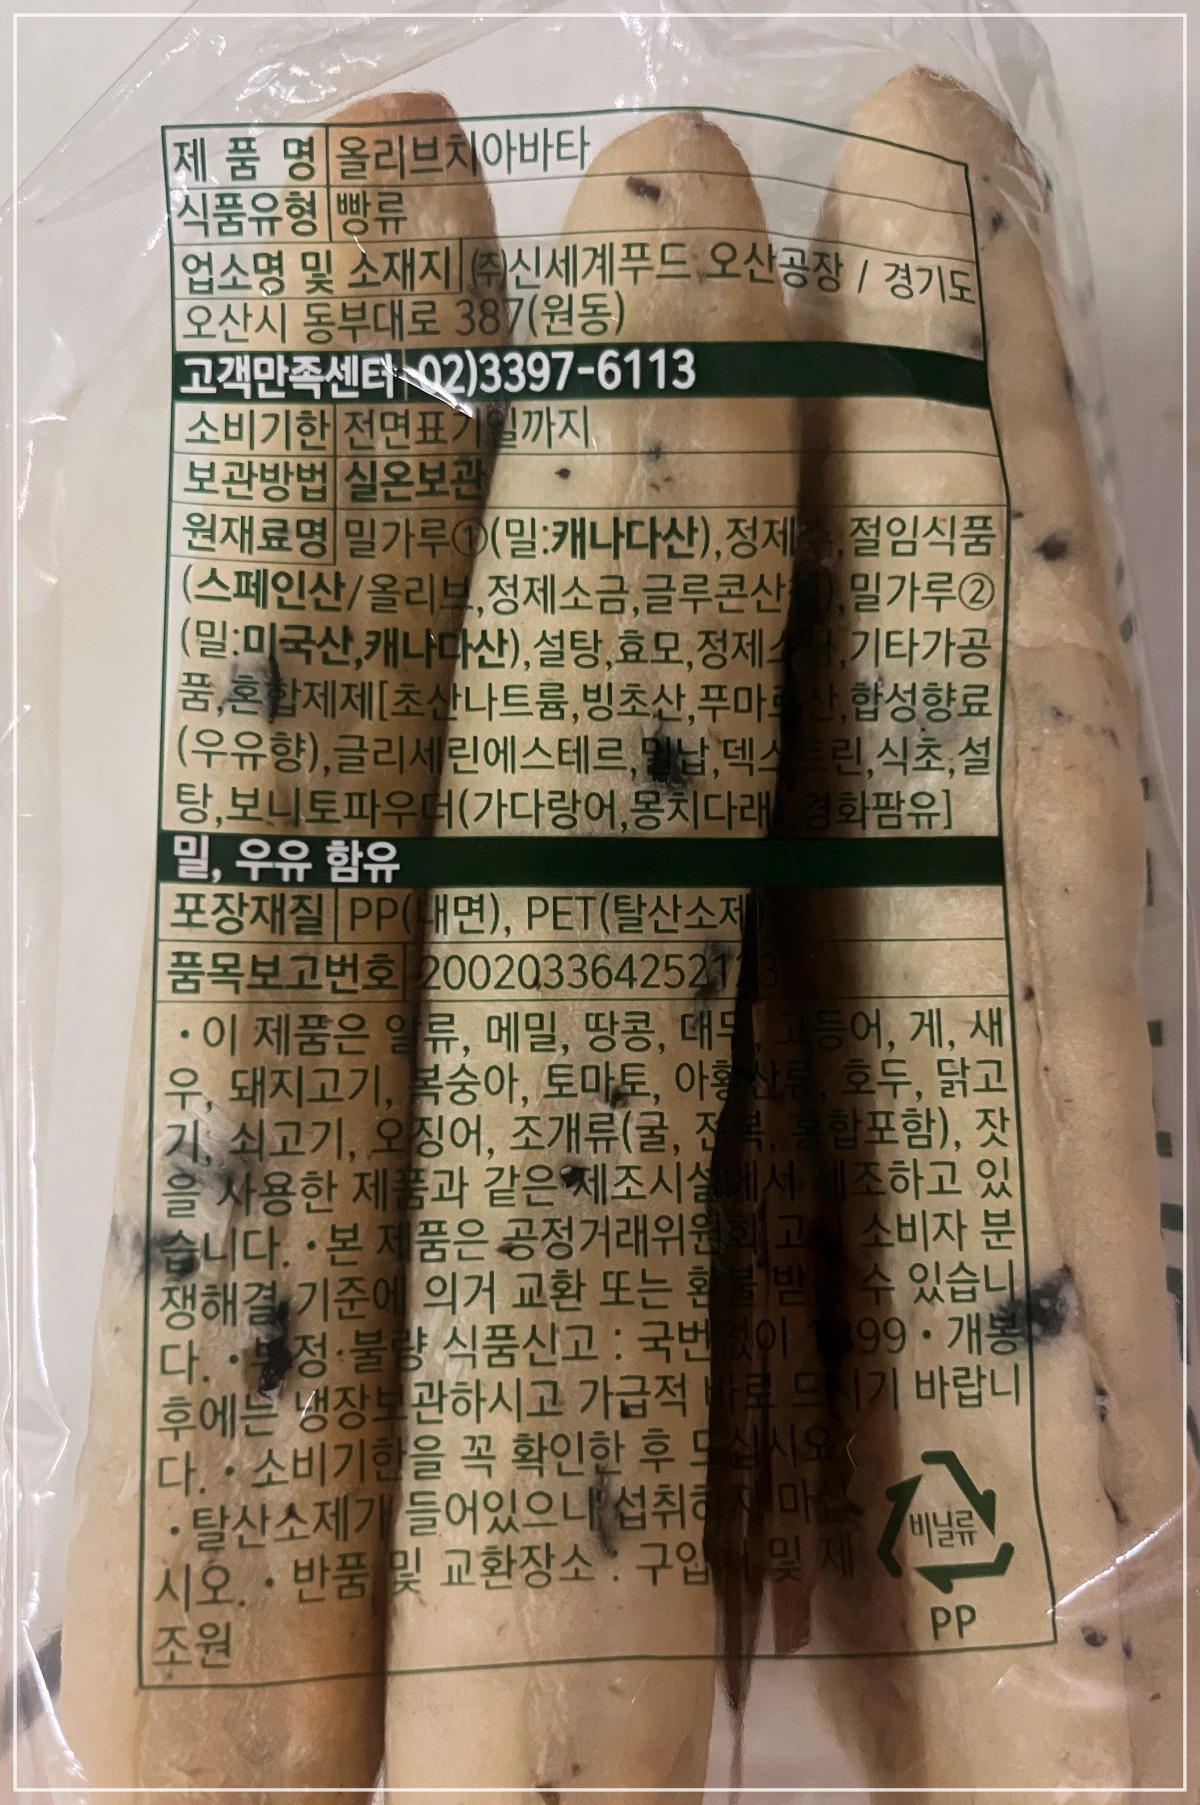 제 품 명 올리브치아바타
식품유형 빵류
업소명 및 소재지 (주)신세계푸드 오산공장 / 경기도
오산시 동부대로 387(원동)
고객만족센터 02)3397-6113
소비기한 전면표기일까지
보관방법 실온보관
원재료명 밀가루①(밀:캐나다산),정제수,절임식품
(스페인산/올리브,정제소금,글루콘산철),밀가루②
(밀:미국산,캐나다산),설탕,효모,정제소금,기타가공
품,혼합제제[초산나트륨,빙초산,푸마르산,합성향료
(우유향),글리세린에스테르,밀납,덱스트린,식초,설
탕,보니토파우더(가다랑어,몽치다래),경화팜유]
밀, 우유 함유
포장재질 PP(내면), PET(탈산소제)
품목보고번호
• 이 제품은 알류, 메밀, 땅콩, 대두, 고등어, 게, 새
우, 돼지고기, 복숭아, 토마토, 아황산류, 호두, 닭고
기, 쇠고기, 오징어, 조개류(굴, 전복, 홍합포함), 잣
을 사용한 제품과 같은 제조시설에서 제조하고 있
습니다. • 본 제품은 공정거래위원회 고시 소비자 분
쟁해결 기준에 의거 교환 또는 환불 받을 수 있습니
다. • 부정·불량 식품신고 : 국번없이 1399 • 개봉
후에는 냉장보관하시고 가급적 바로 드시기 바랍니
다. • 소비기한을 꼭 확인한 후 드십시오.
• 탈산소제가 들어있으니 섭취하지 마십
시오. • 반품 및 교환장소 : 구입처 및 제
조원
비닐류
PP